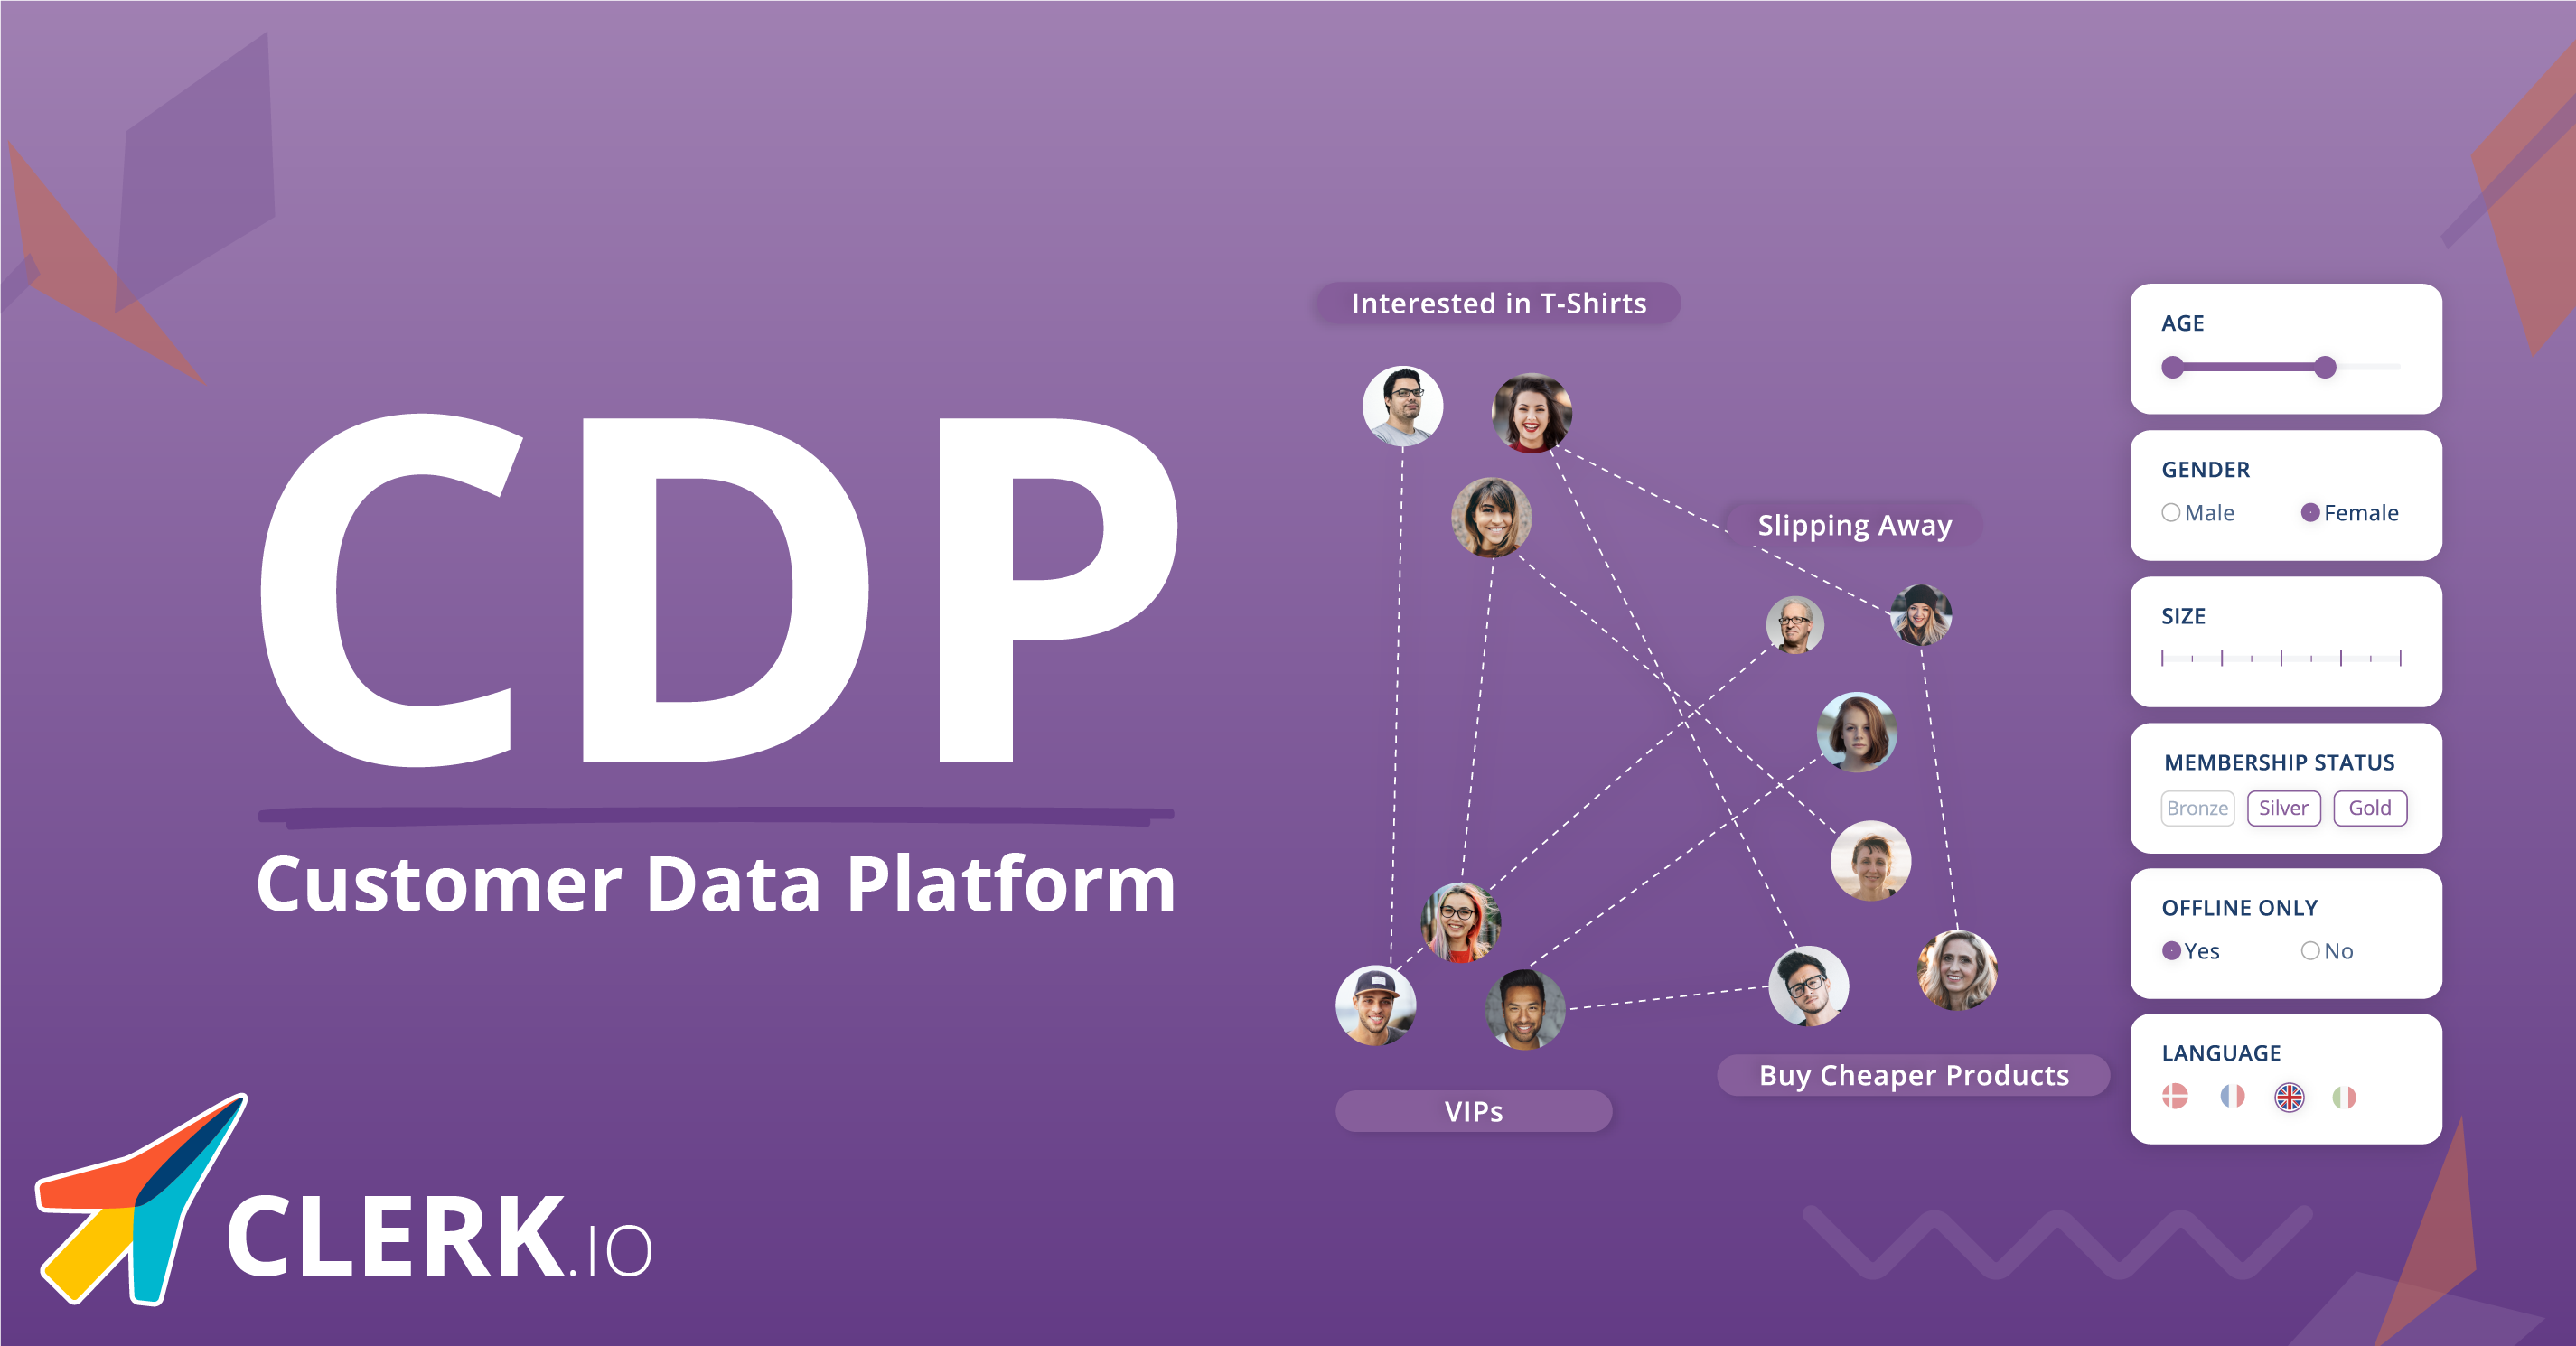 CDP
Customer Data Platform
CLERK.IO
Interested in T-Shirts
Slipping Away
VIPs
Buy Cheaper Products
AGE
GENDER
Male Female
SIZE
MEMBERSHIP STATUS
Bronze Silver Gold
OFFLINE ONLY
Yes No
LANGUAGE